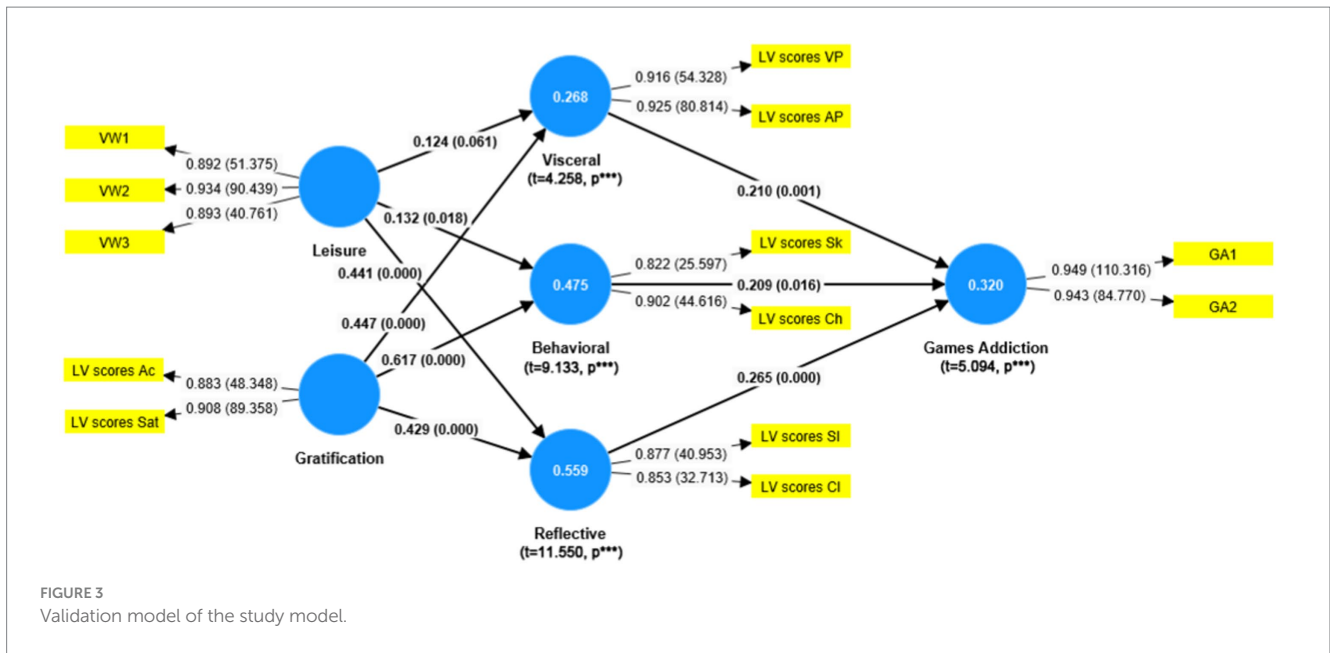 VW1
VW2
VW3
0.892 (51.375)
0.934 (90.439)
0.893 (40.761)
Leisure
LV scores Ac
LV scores Sat
0.883 (48.348)
0.908 (89.358)
Gratification
0.124 (0.061)
0.132 (0.018)
0.441 (0.000)
0.447 (0.000)
0.617 (0.000)
0.429 (0.000)
0.268
Visceral
(t=4.258, p***)
0.916 (54.328)
0.925 (80.814)
LV scores VP
LV scores AP
0.475
Behavioral
(t=9.133, p***)
0.822 (25.597)
0.902 (44.616)
LV scores Sk
LV scores Ch
0.559
Reflective
(t=11.550, p***)
0.877 (40.953)
0.853 (32.713)
LV scores SI
LV scores CI
0.210 (0.001)
0.209 (0.016)
0.265 (0.000)
0.320
Games Addiction
(t=5.094, p***)
0.949 (110.316)
0.943 (84.770)
GA1
GA2
FIGURE 3
Validation model of the study model.